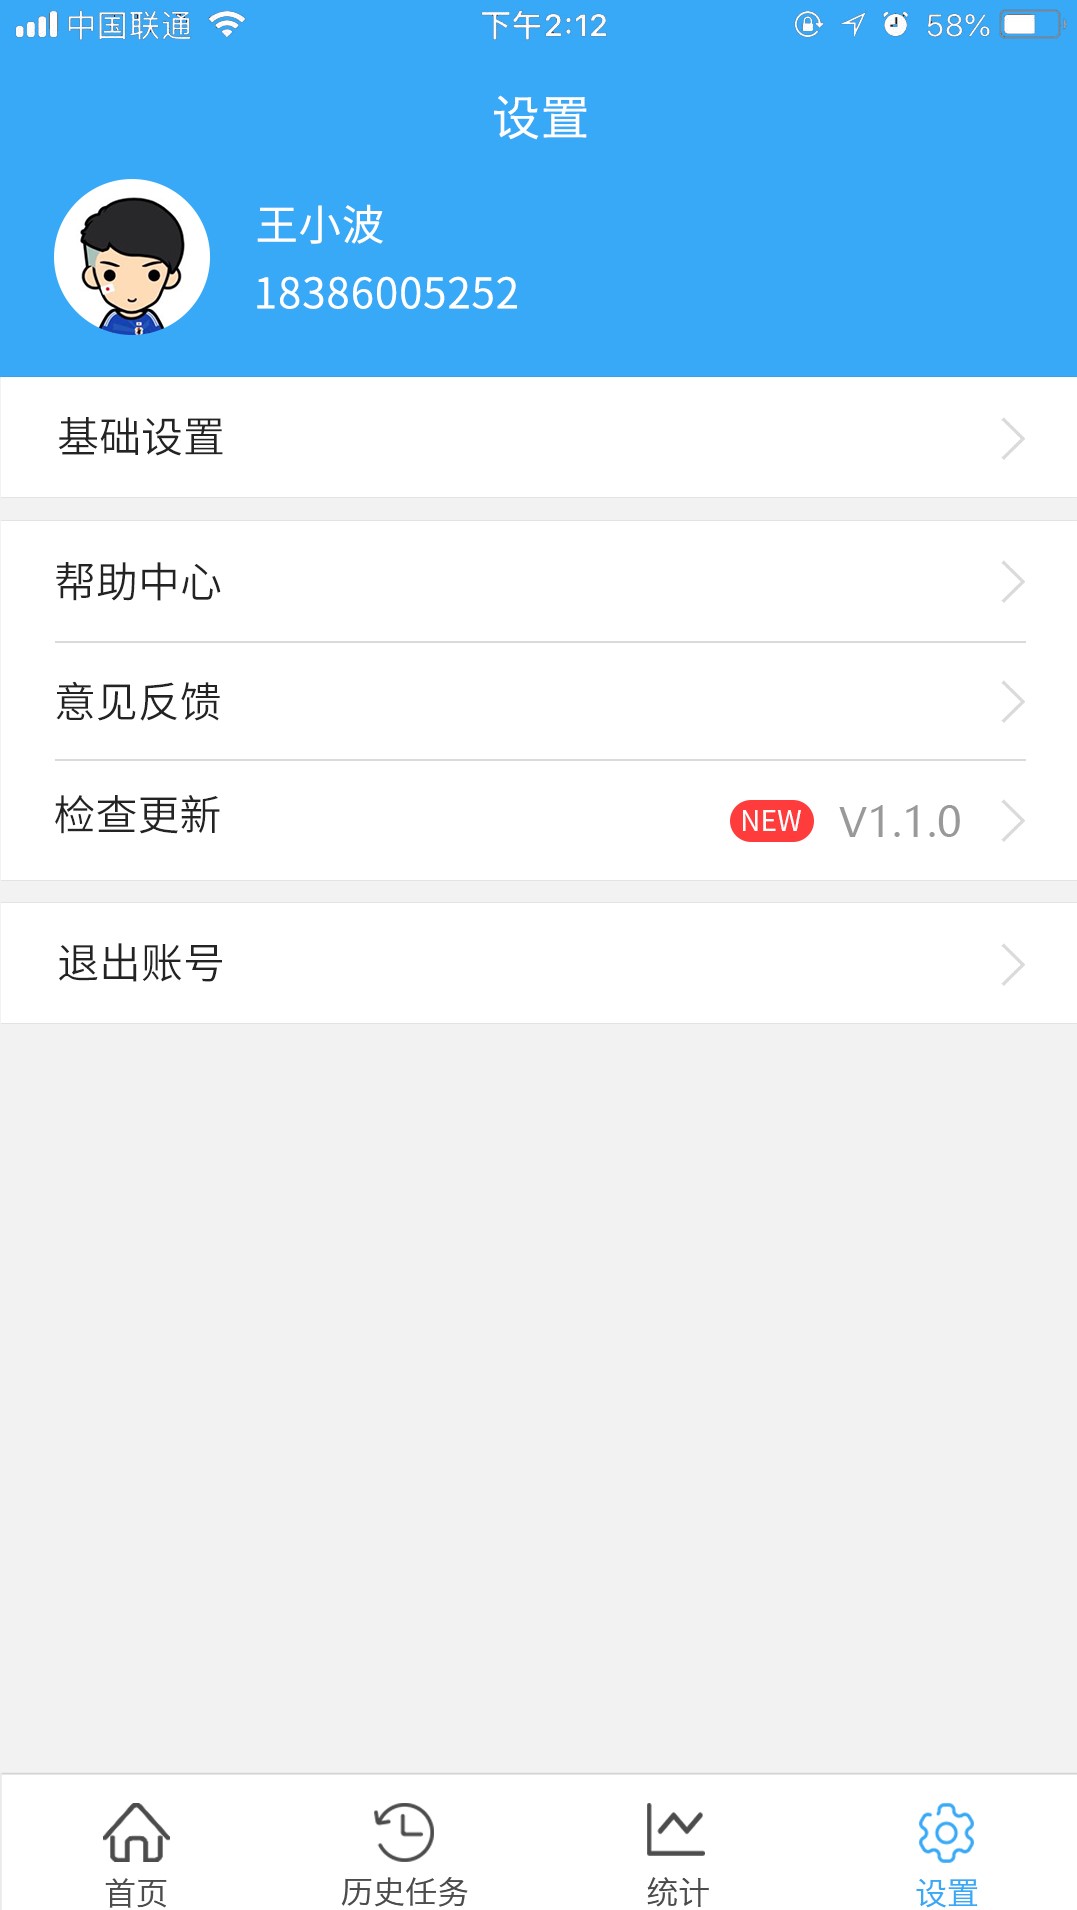 中国联通 下午2:12 58%
设置
王小波
18386005252
基础设置
帮助中心
意见反馈
检查更新 NEW V1.1.0
退出账号
首页 历史任务 统计 设置